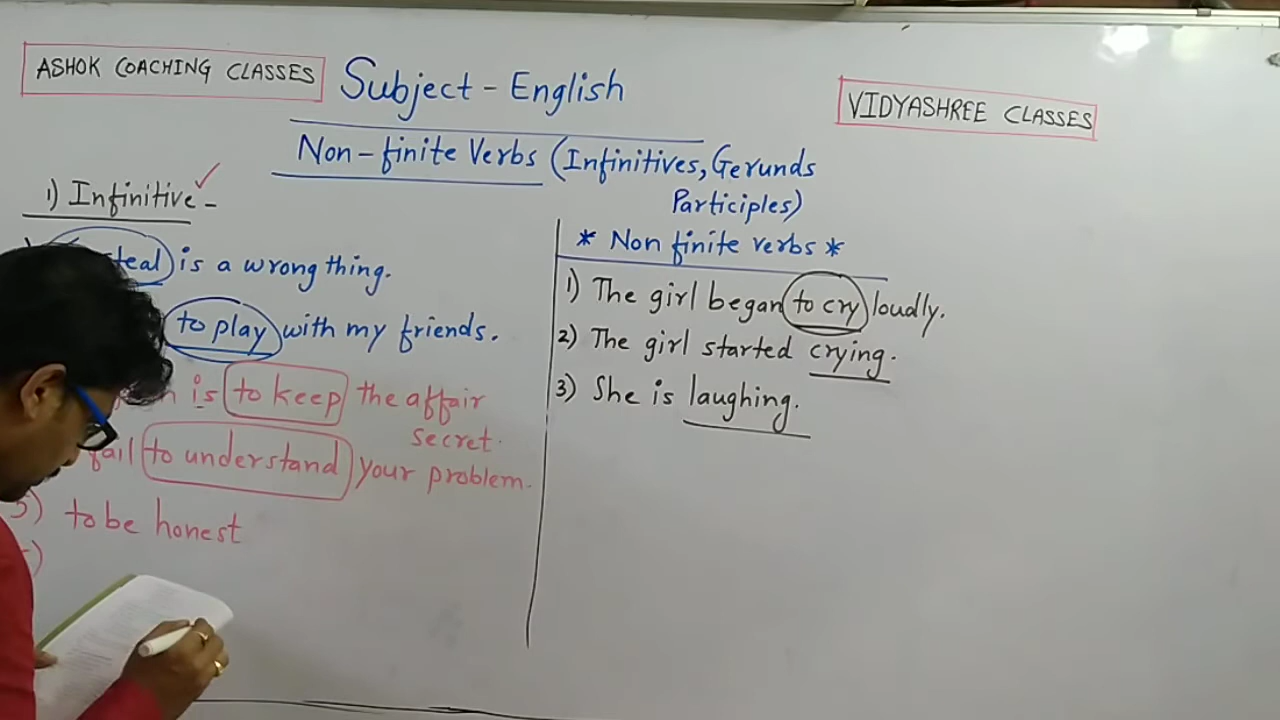 ASHOK COACHING CLASSES
Subject - English
VIDYASHREE CLASSES
Non-finite Verbs (Infinitives, Gerunds
Participles)
1) Infinitive -
is a wrong thing.
to play with my friends.
is to keep the affair
secret.
to understand your problem.
5) to be honest
* Non finite verbs *
1) The girl began to cry loudly.
2) The girl started crying.
3) She is laughing.